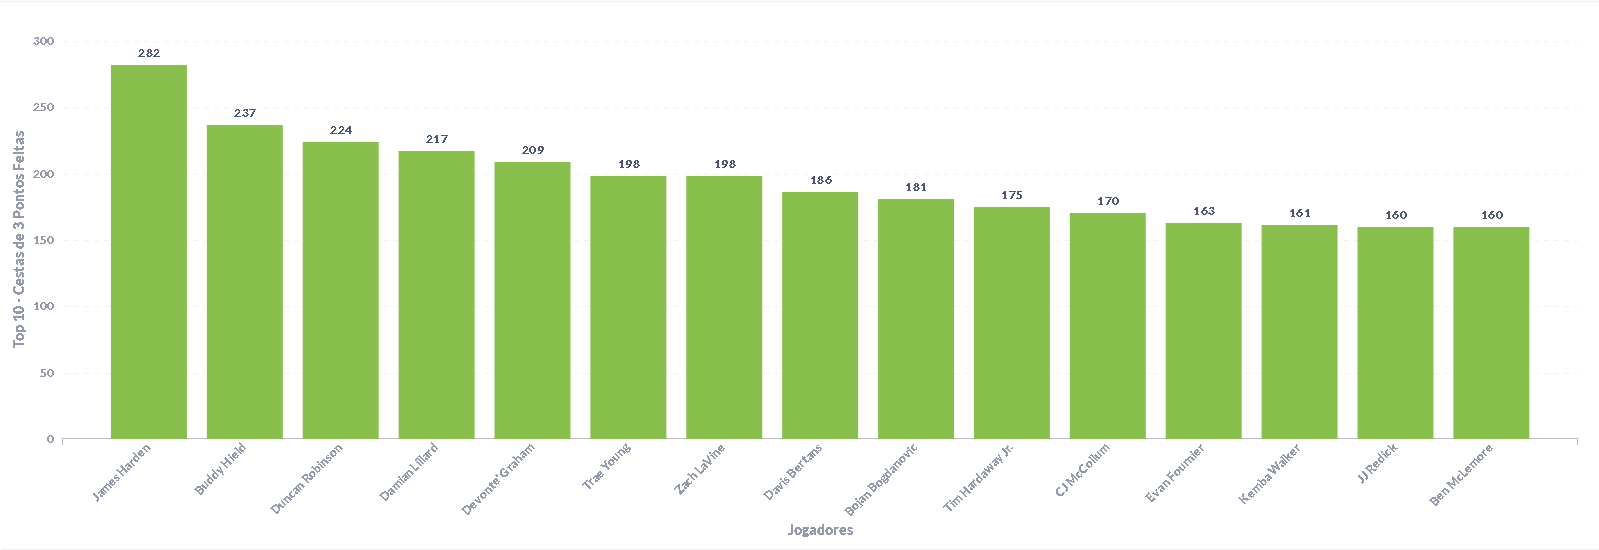 Top 10 - Cestas de 3 Pontos Feitas
300
250
200
150
100
50
0
282
237
224
217
209
198
198
186
181
175
170
163
161
160
160
James Harden
Buddy Hield
Duncan Robinson
Damian Lillard
Devonte' Graham
Trae Young
Zach LaVine
Davis Bertans
Bojan Bogdanovic
Tim Hardaway Jr.
CJ McCollum
Evan Fournier
Kemba Walker
JJ Redick
Ben McLemore
Jogadores